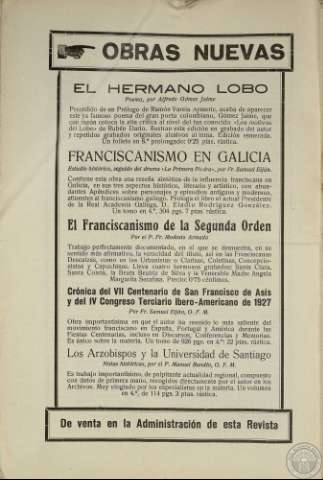 OBRAS NUEVAS
EL HERMANO LOBO
Poema, por Alfredo Gómez Jaime
Precedido de un Prólogo de Ramón Varela Aymeric, acaba de aparecer
este ya famoso poema del gran poeta colombiano, Gómez Jaime, que
con razón coloca la alta crítica al nivel del tan conocido «Los motivos
del Lobo» de Rubén Darío. Ilustran esta edición un grabado del autor
y repetidos grabados originales alusivos al tema. Edición esmerada.
Un folleto en 8.º prolongado: 0'25 ptas. rústica.
FRANCISCANISMO EN GALICIA
Estudio histórico, seguido del drama «La Primera Piedra», por Fr. Samuel Eiján.
Contiene esta obra una reseña sintética de la influencia franciscana en
Galicia, en sus tres aspectos histórico, literario y artístico, con abun-
dantes Apéndices sobre personajes y episodios antiguos y modernos,
atinentes al franciscanismo gallego. Prologa el libro el actual Presidente
de la Real Academia Gallega, D. Eladio Rodríguez González.
Un tomo en 4.º, 304 pgs. 7 ptas. rústica.
El Franciscanismo de la Segunda Orden
Por el P. Fr. Modesto Armada
Trabajo perfectamente documentado, en el que se demuestra, en su
sentido más afirmativo, la veracidad del título, así en las Franciscanas
Descalzas, como en las Urbanistas o Clarisas, Coletinas, Concepcio-
nistas y Capuchinas. Lleva cuatro hermosos grabados: Santa Clara,
Santa Coleta, la Beata Beatriz de Silva y la Venerable Madre Angela
Margarita Serafina. Precio: 0'75 céntimos.
Crónica del VII Centenario de San Francisco de Asís
y del IV Congreso Terciario Ibero-Americano de 1927
Por Fr. Samuel Eiján, O. F. M.
Obra importantísima en que el autor ha reunido lo más saliente del
movimiento franciscano en España, Portugal y América durante las
Fiestas Centenarias, incluso en Discursos, Conferencias y Memorias.
Es único sobre la materia. Un tomo de 926 pgs. en 4.º: 22 ptas. rústica.
Los Arzobispos y la Universidad de Santiago
Notas históricas, por el P. Manuel Bandín, O. F. M.
Es trabajo importantísimo, de palpitante actualidad regional, compuesto
con datos de primera mano, recogidos directamente por el autor en los
Archivos. Muy elogiado por los especialistas en la materia. Un volumen
en 4.º, de 114 pgs. 3 ptas. rústica.
De venta en la Administración de esta Revista